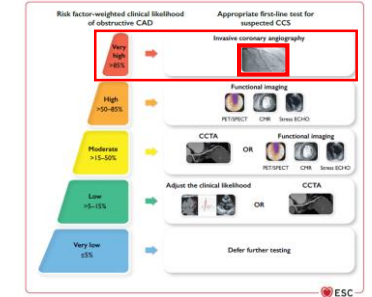 Risk factor-weighted clinical likelihood
of obstructive CAD
Appropriate first-line test for
suspected CCS
Very
high
>85%
Invasive coronary angiography
High
>50–85%
Functional imaging
PET/SPECT CMR Stress ECHO
Moderate
>15–50%
CCTA
OR
Functional imaging
PET/SPECT CMR Stress ECHO
Low
>5–15%
Adjust the clinical likelihood
OR
CCTA
Very low
≤5%
Defer further testing
ESC